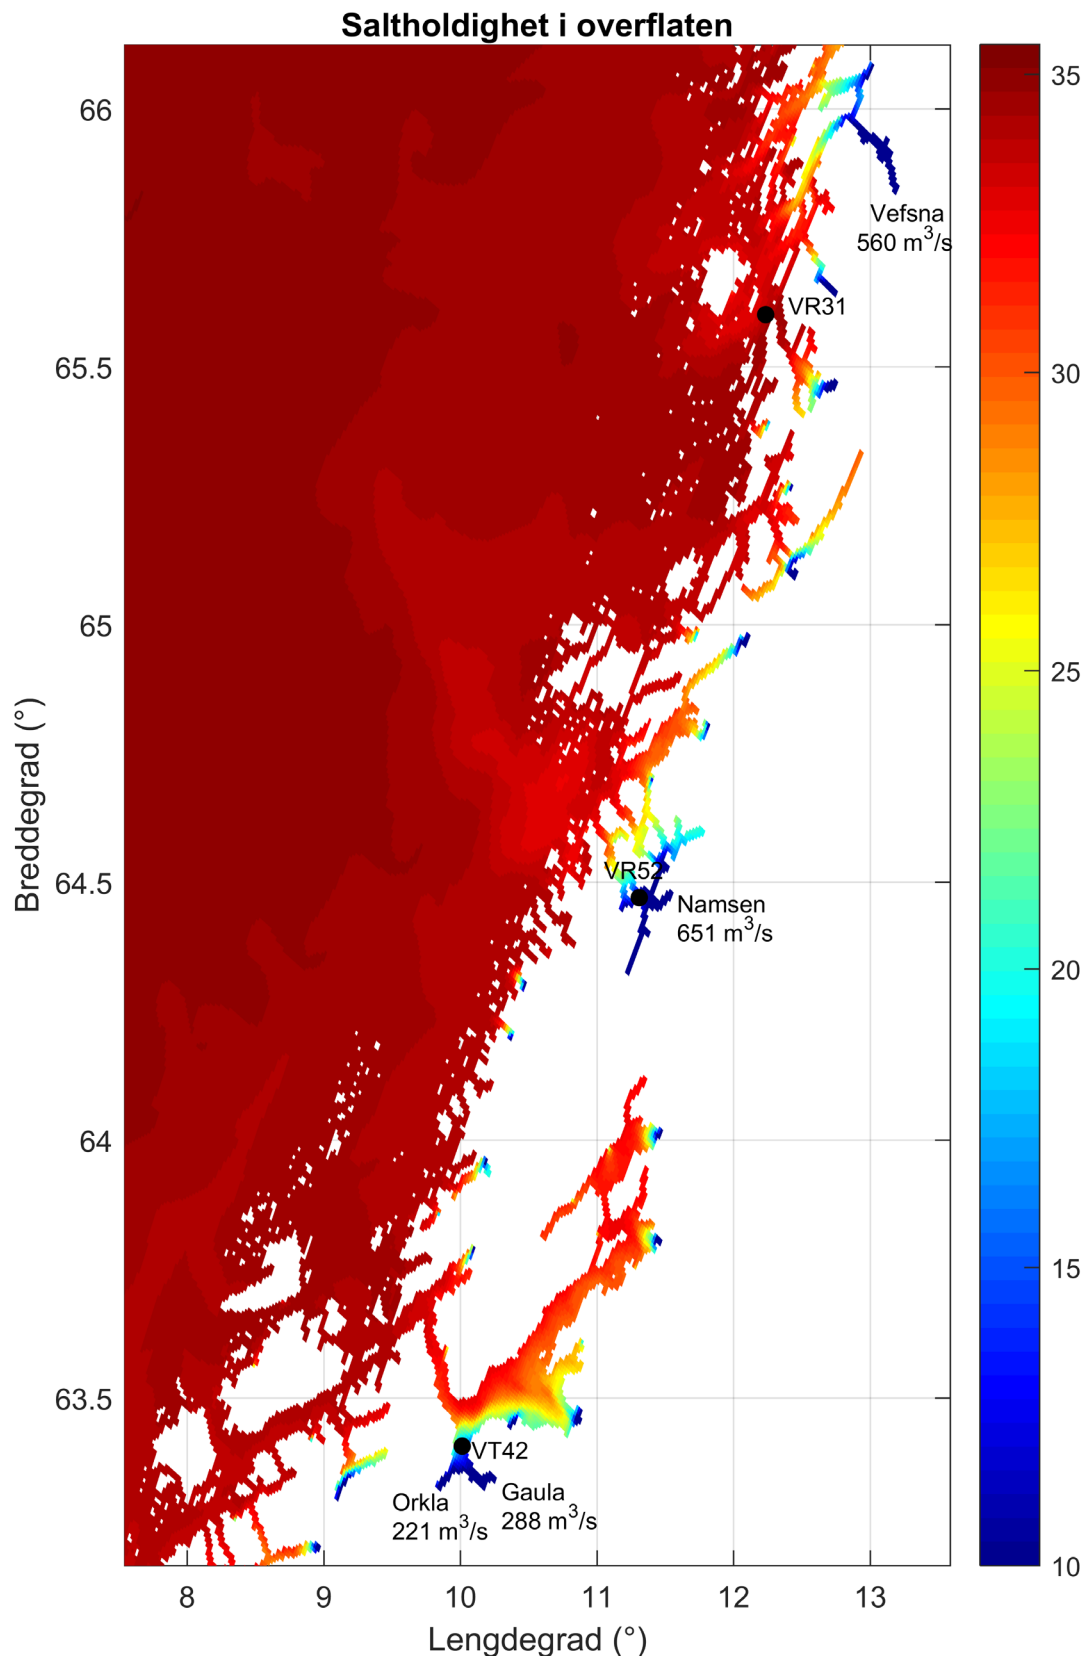 Saltholdighet i overflaten
66
65.5
65
64.5
64
63.5
Breddegrad (°)
8
9
10
11
12
13
Lengdegrad (°)
Vefsna
560 m³/s
VR31
VR52
Namsen
651 m³/s
VT42
Orkla
221 m³/s
Gaula
288 m³/s
35
30
25
20
15
10